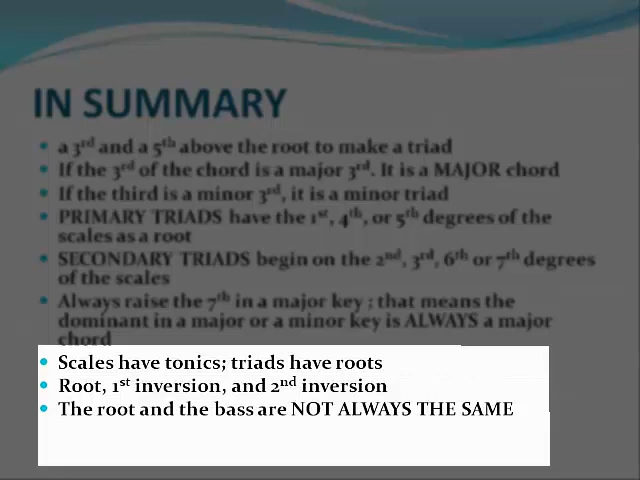 IN SUMMARY
a 3rd and a 5th above the root to make a triad
If the 3rd of the chord is a major 3rd. It is a MAJOR chord
If the third is a minor 3rd, it is a minor triad
PRIMARY TRIADS have the 1st, 4th, or 5th degrees of the
scales as a root
SECONDARY TRIADS begin on the 2nd, 3rd, 6th or 7th degrees
of the scales
Always raise the 7th in a major key ; that means the
dominant in a major or a minor key is ALWAYS a major
chord
Scales have tonics; triads have roots
Root, 1st inversion, and 2nd inversion
The root and the bass are NOT ALWAYS THE SAME